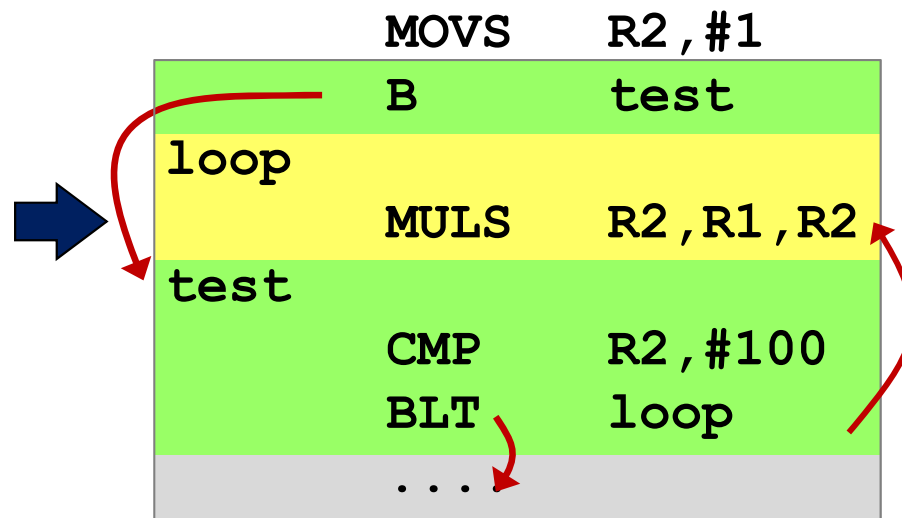 MOVS R2,#1
B test
loop
MULS R2,R1,R2
test
CMP R2,#100
BLT loop
....